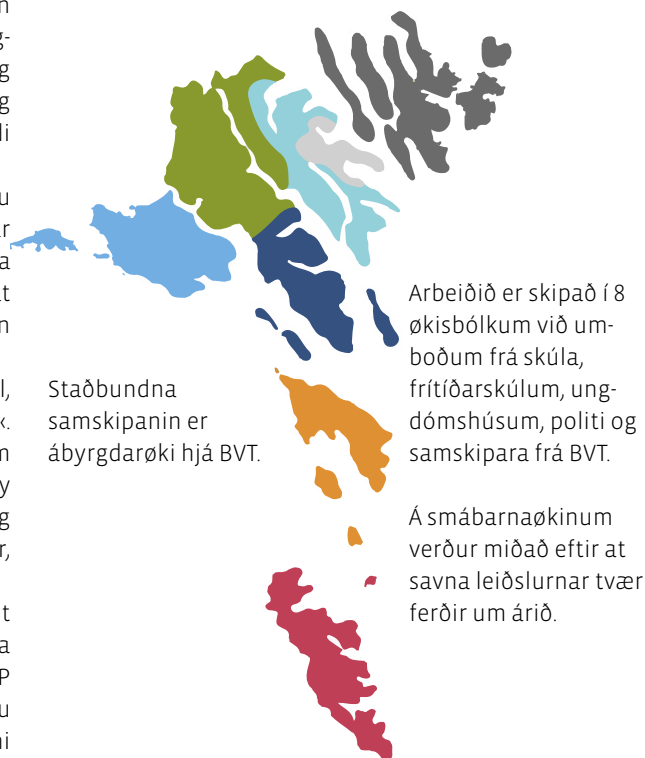 Staðbundna
samskipanin er
ábyrgdarøki hjá BVT.
Arbeiðið er skipað í 8
økisbólkum við um-
boðum frá skúla,
frítíðarskúlum, ung-
dómshúsum, politi og
samskipara frá BVT.
Á smábarnaøkinum
verður miðað eftir at
savna leiðslurnar tvær
ferðir um árið.